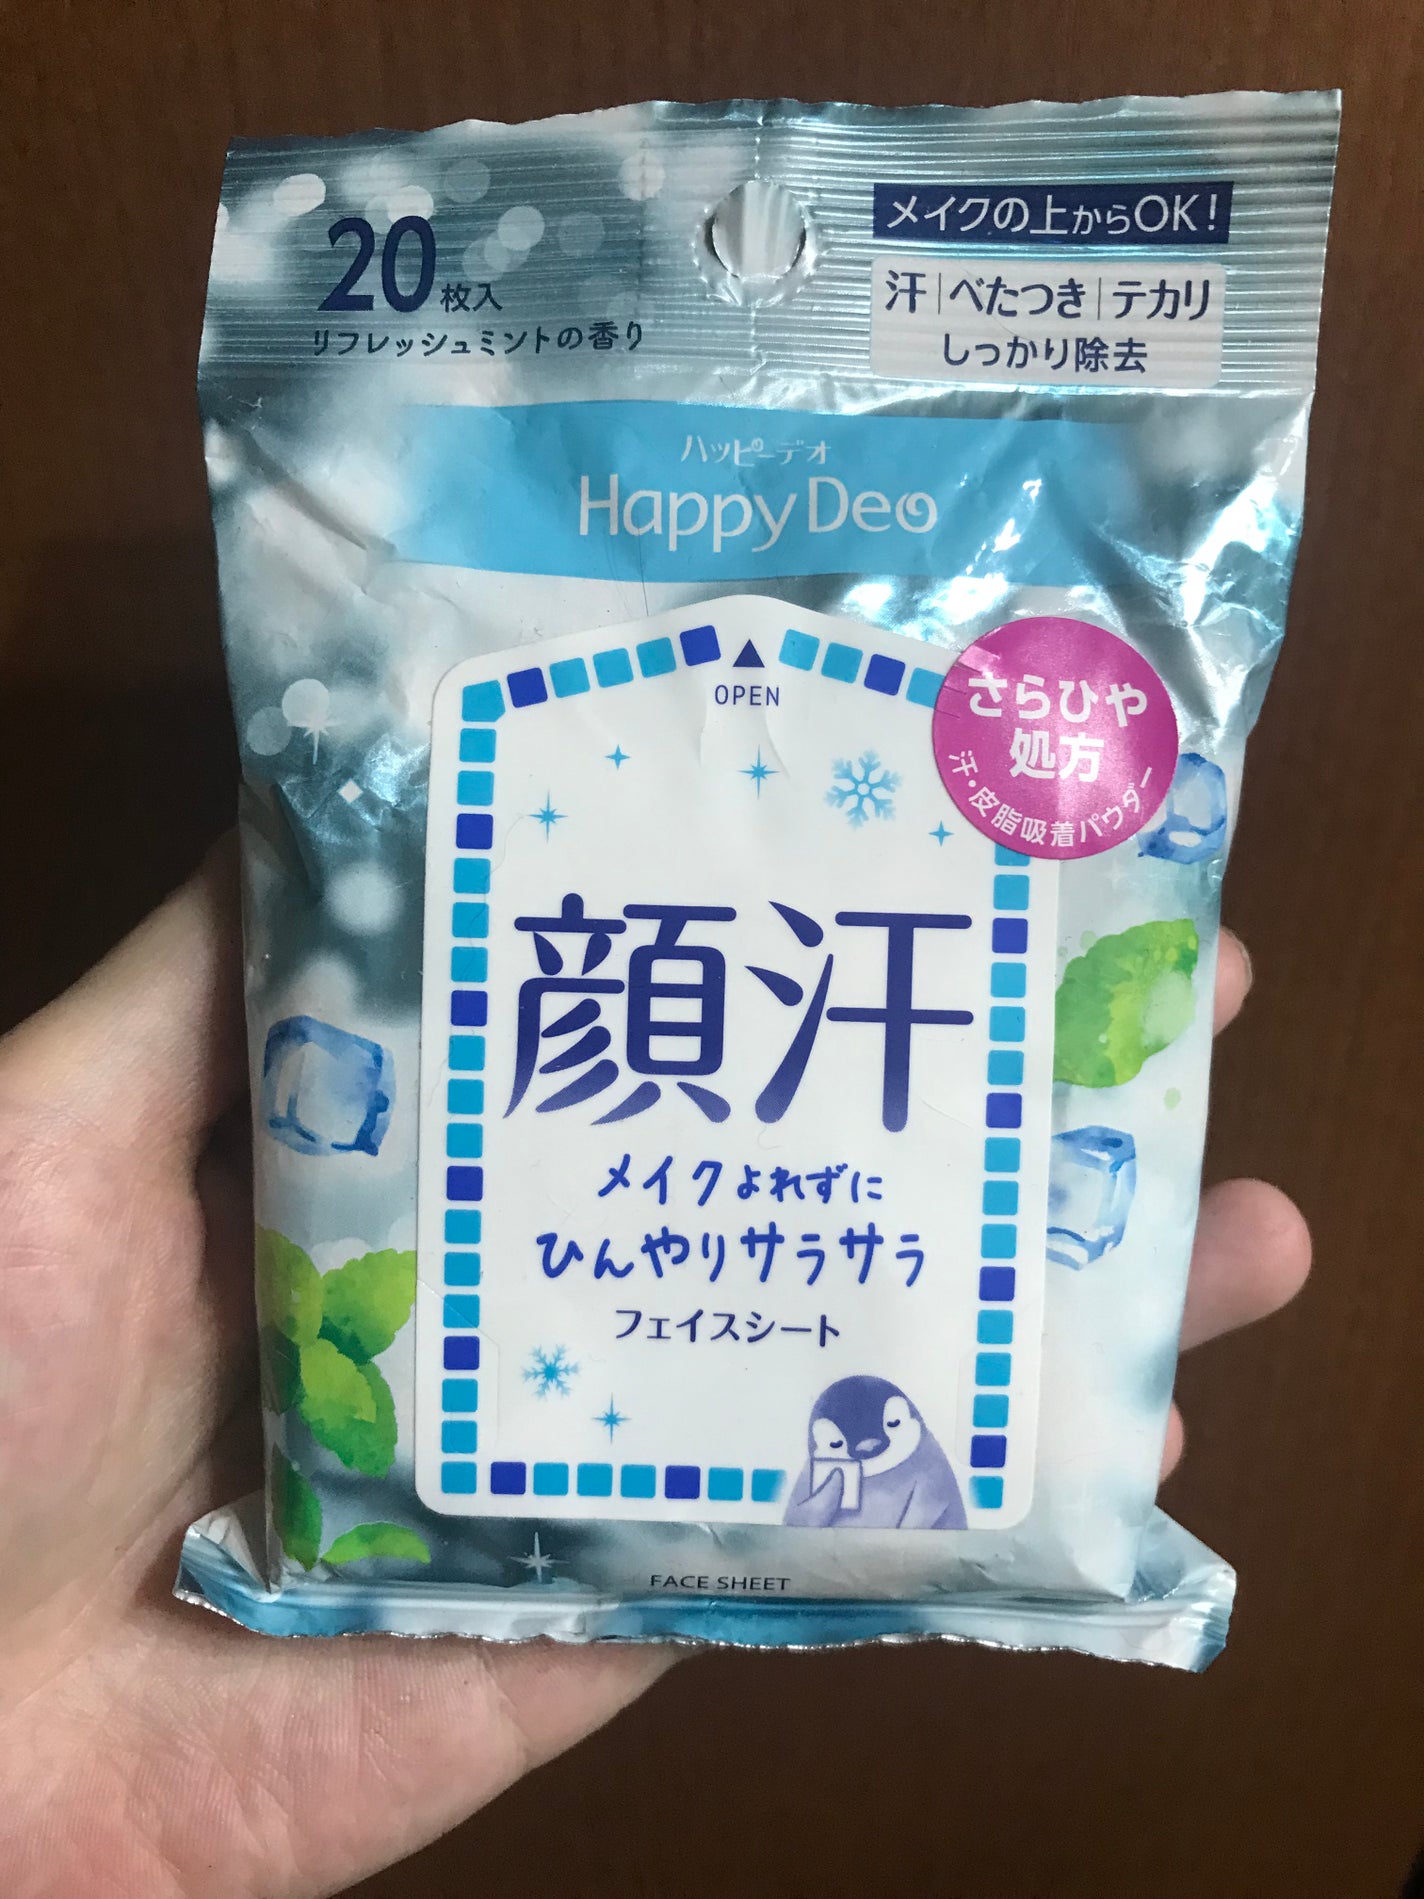 20枚入
リフレッシュミントの香り
メイクの上からOK!
汗|べたつき|テカリ
しっかり除去
ハッピーデオ
Happy Deo
OPEN
さらひや
処方
汗・皮脂吸着パウダー
顔汗
メイクよれずに
ひんやりサラサラ
フェイスシート
FACE SHEET